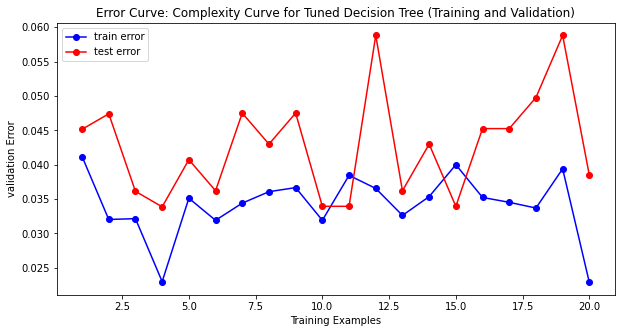 Error Curve: Complexity Curve for Tuned Decision Tree (Training and Validation)
train error
test error
validation Error
0.060
0.055
0.050
0.045
0.040
0.035
0.030
0.025
2.5 5.0 7.5 10.0 12.5 15.0 17.5 20.0
Training Examples